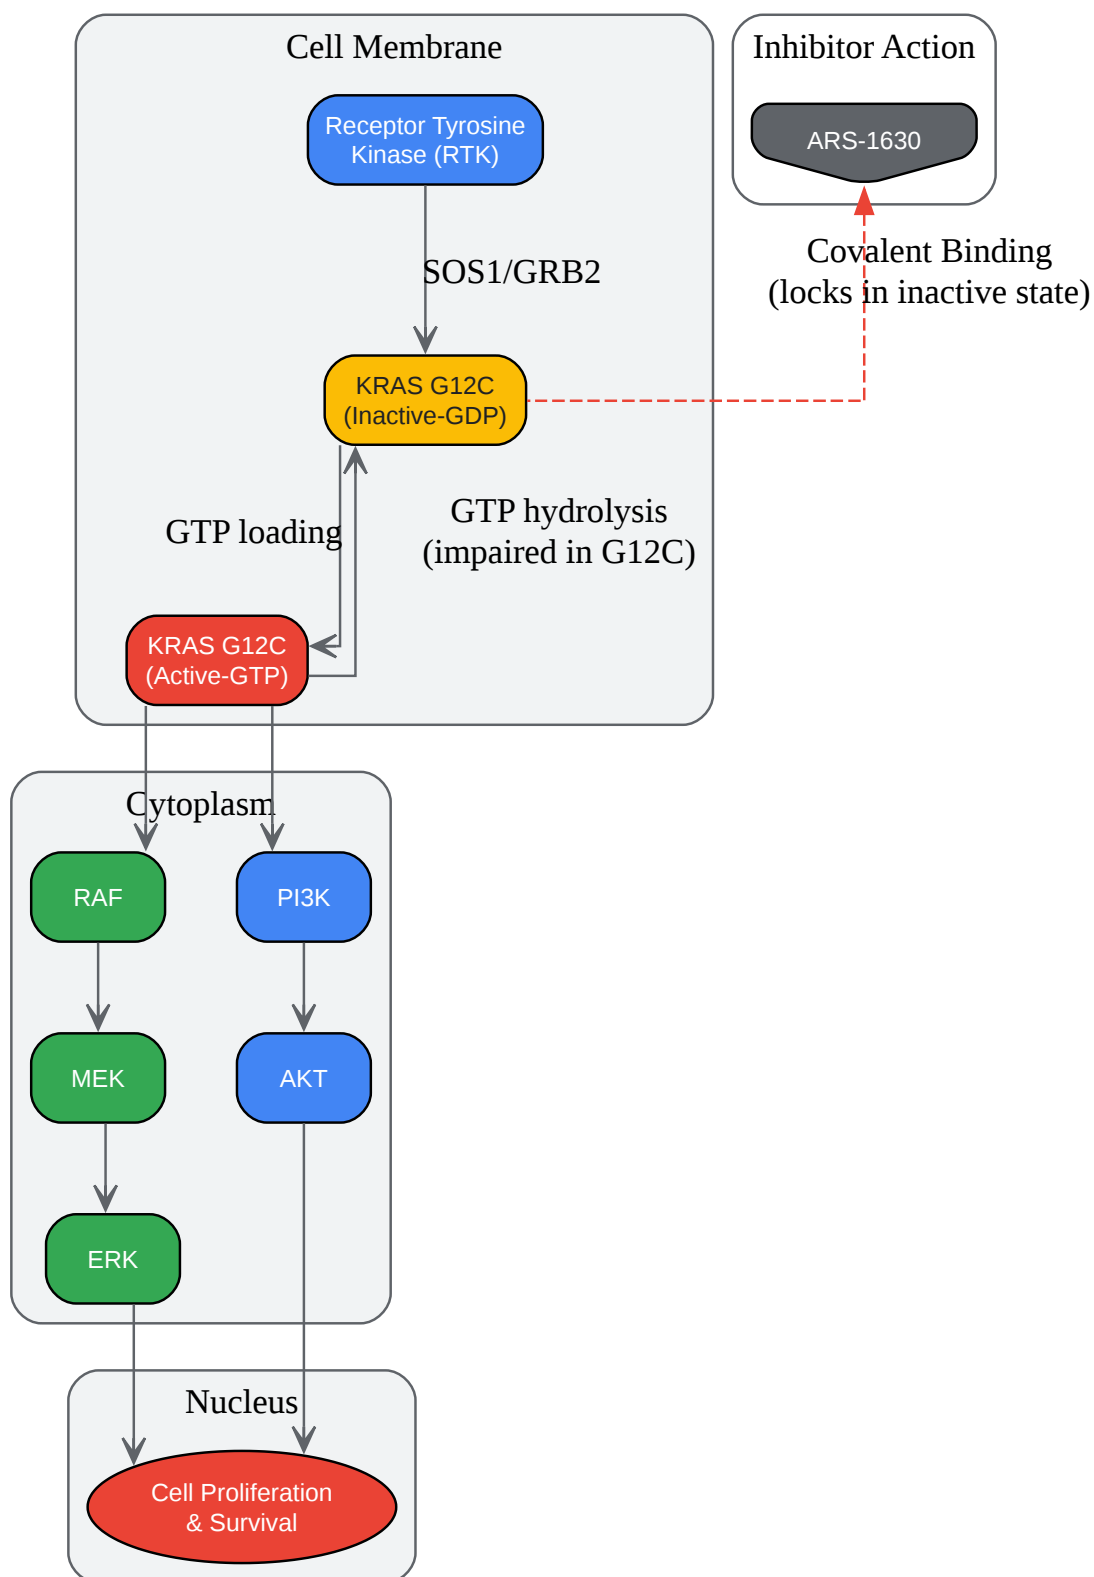 Cell Membrane
Inhibitor Action
Receptor Tyrosine
Kinase (RTK)
ARS-1630
SOS1/GRB2
Covalent Binding
(locks in inactive state)
KRAS G12C
(Inactive-GDP)
GTP loading
GTP hydrolysis
(impaired in G12C)
KRAS G12C
(Active-GTP)
Cytoplasm
RAF
PI3K
MEK
AKT
ERK
Nucleus
Cell Proliferation
& Survival